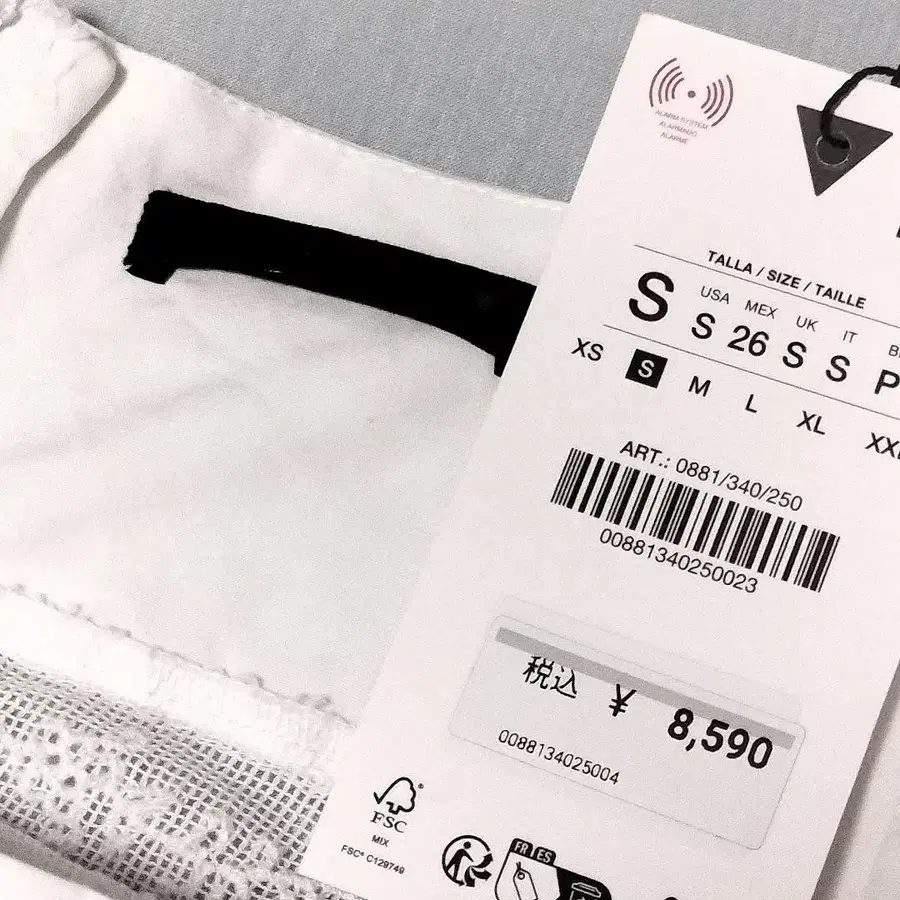 ALARM SYSTEM
ALARMADO
ALARME
TALLA / SIZE / TAILLE
USA MEX UK IT
S S 26 S S P
XS S M L XL
ART.: 0881/340/250
00881340250023
税込 ¥ 8,590
0088134025004
FSC
MIX
FSC® C129749
FR ES